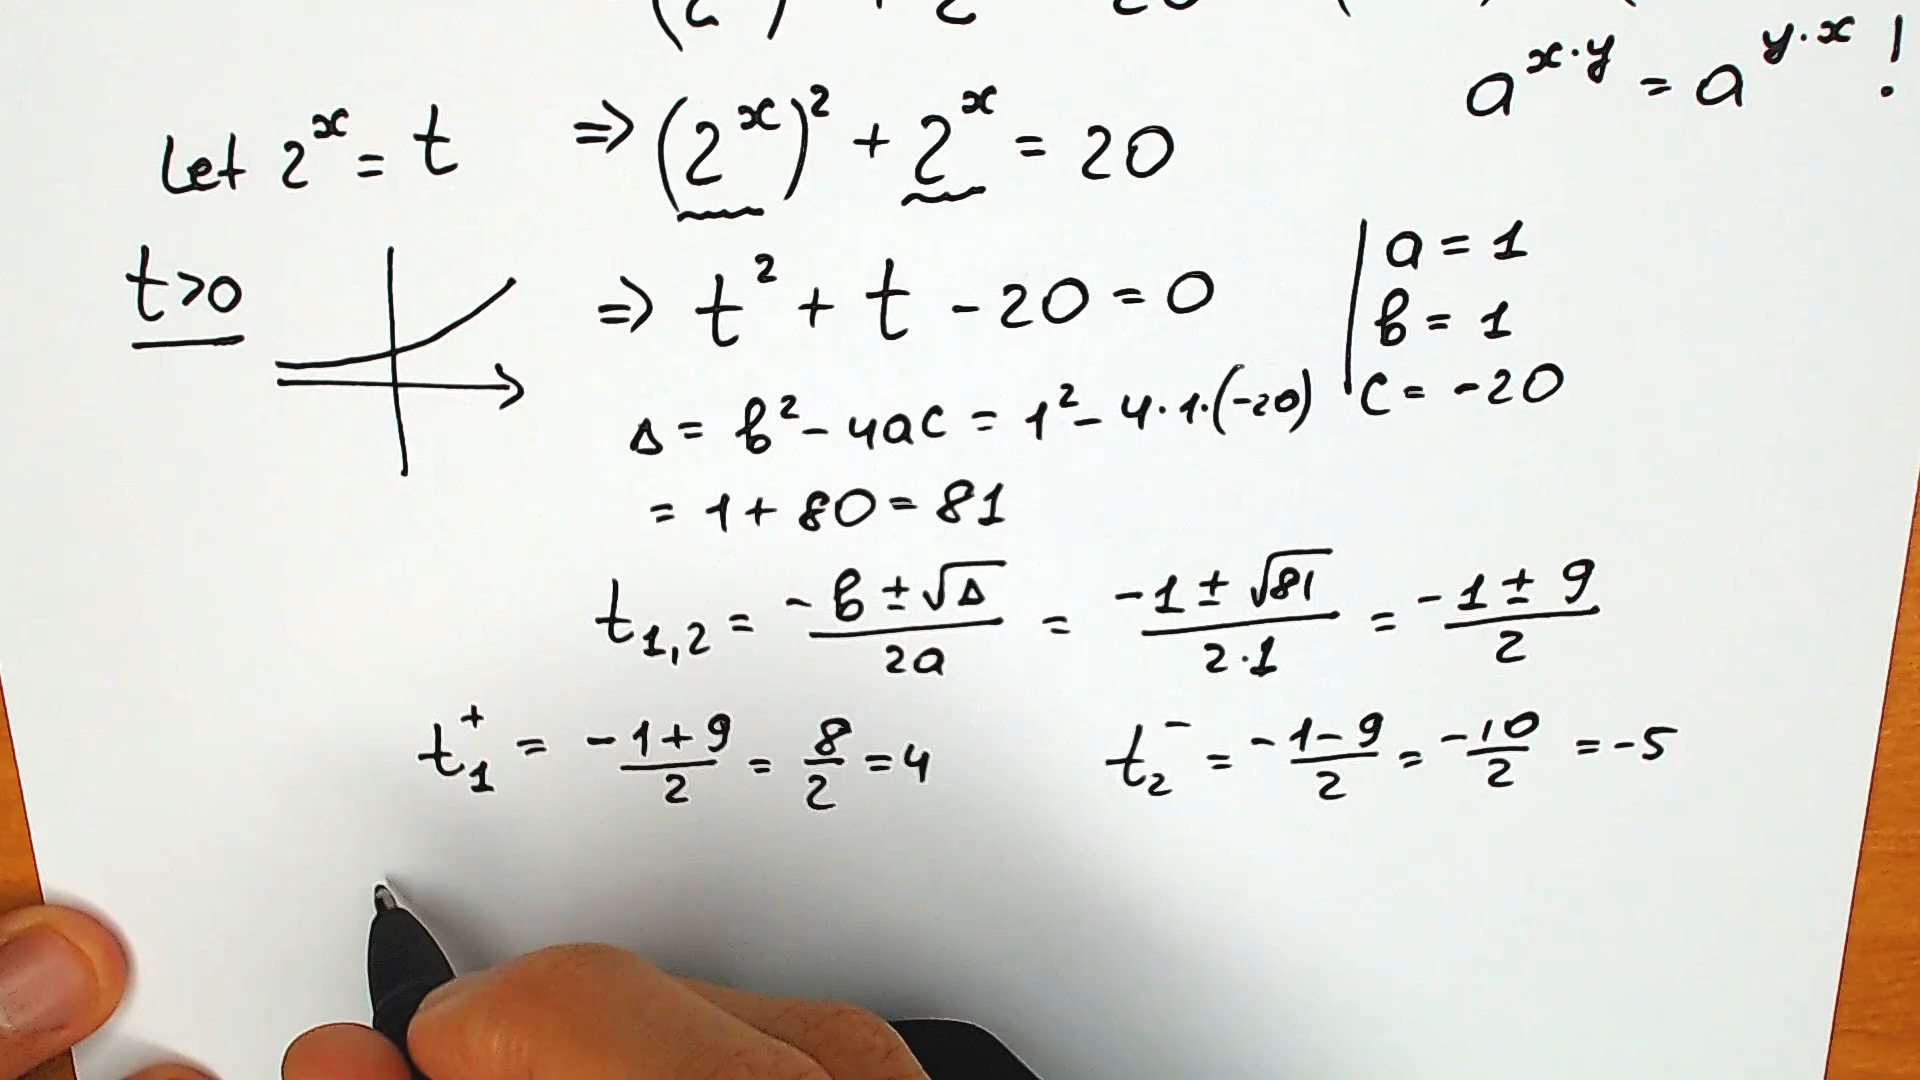 a^{x·y} = a^{y·x} !
Let 2^x = t ⇒ (2^x)^2 + 2^x = 20
t>0 ⇒ t^2 + t - 20 = 0
a = 1
b = 1
c = -20
Δ = b^2 - 4ac = 1^2 - 4·1·(-20)
= 1 + 80 = 81
t_{1,2} = (-b ± √Δ)/(2a) = (-1 ± √81)/(2·1) = (-1 ± 9)/2
t_1^+ = (-1+9)/2 = 8/2 = 4 t_2^- = (-1-9)/2 = (-10)/2 = -5